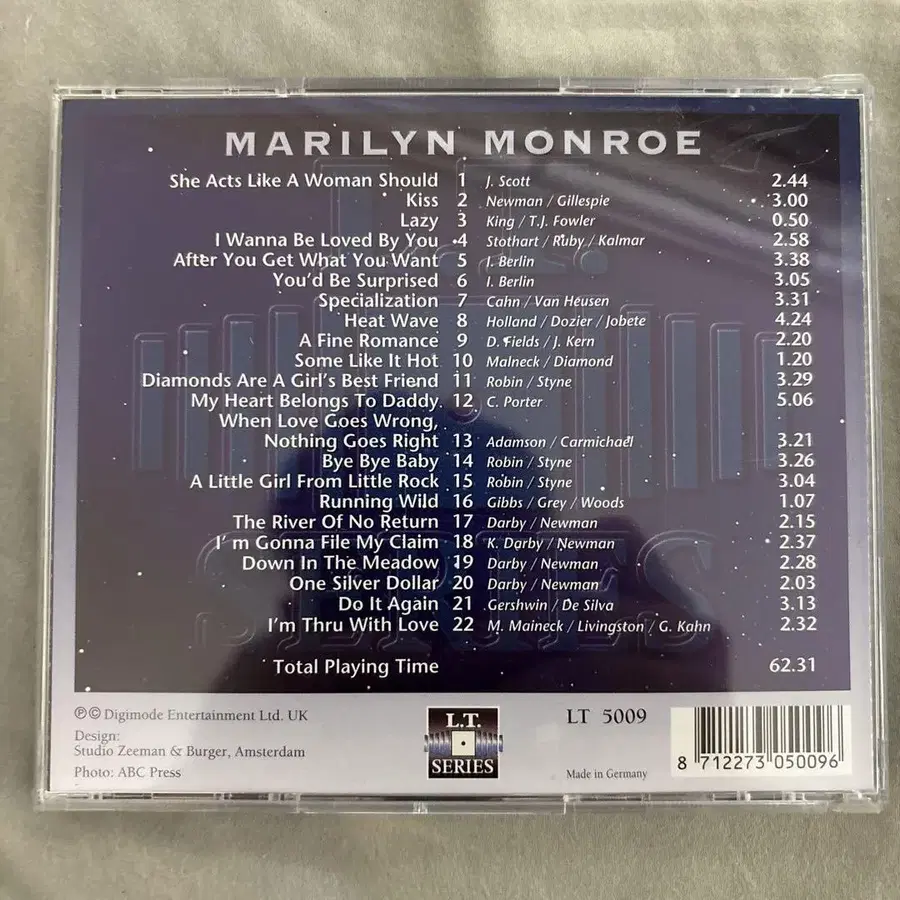 MARILYN MONROE
She Acts Like A Woman Should 1 J. Scott 2.44
Kiss 2 Newman / Gillespie 3.00
Lazy 3 King / T.J. Fowler 0.50
I Wanna Be Loved By You 4 Stothart / Ruby / Kalmar 2.58
After You Get What You Want 5 I. Berlin 3.38
You'd Be Surprised 6 I. Berlin 3.05
Specialization 7 Cahn / Van Heusen 3.31
Heat Wave 8 Holland / Dozier / Jobete 4.24
A Fine Romance 9 D. Fields / J. Kern 2.20
Some Like It Hot 10 Malneck / Diamond 1.20
Diamonds Are A Girl's Best Friend 11 Robin / Styne 3.29
My Heart Belongs To Daddy 12 C. Porter 5.06
When Love Goes Wrong,
Nothing Goes Right 13 Adamson / Carmichael 3.21
Bye Bye Baby 14 Robin / Styne 3.26
A Little Girl From Little Rock 15 Robin / Styne 3.04
Running Wild 16 Gibbs / Grey / Woods 1.07
The River Of No Return 17 Darby / Newman 2.15
I'm Gonna File My Claim 18 K. Darby / Newman 2.37
Down In The Meadow 19 Darby / Newman 2.28
One Silver Dollar 20 Darby / Newman 2.03
Do It Again 21 Gershwin / De Silva 3.13
I'm Thru With Love 22 M. Maineck / Livingston / G. Kahn 2.32
Total Playing Time 62.31
SERIES
℗© Digimode Entertainment Ltd. UK
Design:
Studio Zeeman & Burger, Amsterdam
Photo: ABC Press
L.T.
SERIES
LT 5009
Made in Germany
8 712273 050096